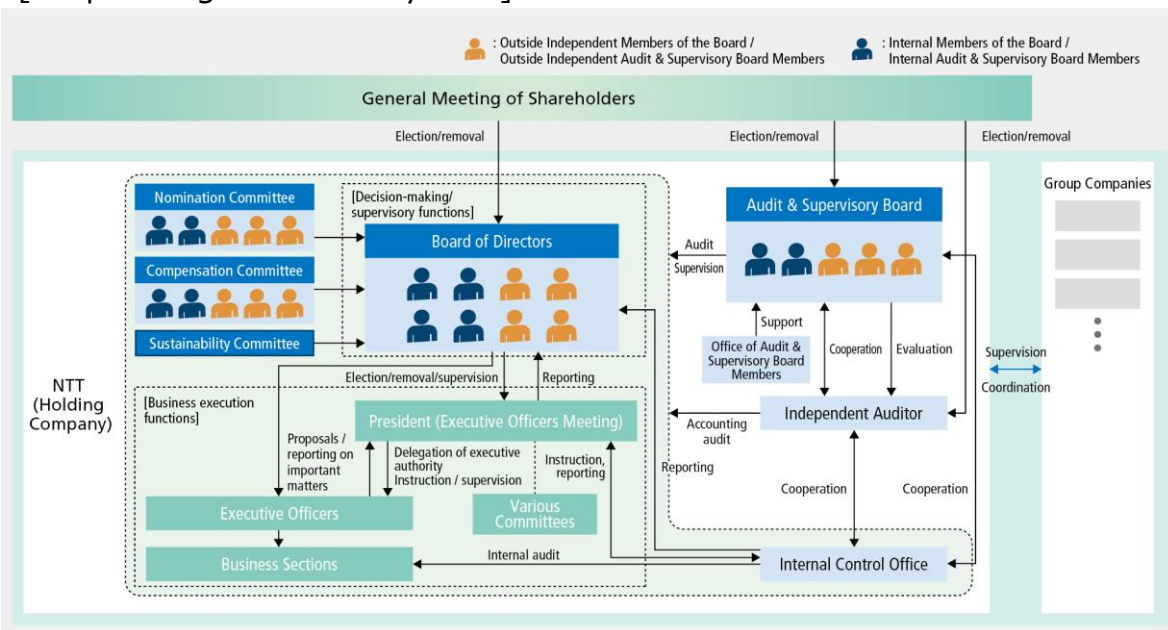 : Outside Independent Members of the Board /
Outside Independent Audit & Supervisory Board Members
: Internal Members of the Board /
Internal Audit & Supervisory Board Members
General Meeting of Shareholders
Election/removal
Election/removal
Election/removal
NTT
(Holding
Company)
Nomination Committee
Compensation Committee
Sustainability Committee
[Decision-making/
supervisory functions]
Board of Directors
Audit
Supervision
Audit & Supervisory Board
Support
Office of Audit &
Supervisory Board
Members
Cooperation
Evaluation
Group Companies
Supervision
Coordination
Election/removal/supervision
Reporting
[Business execution
functions]
President (Executive Officers Meeting)
Accounting
audit
Independent Auditor
Proposals /
reporting on
important
matters
Delegation of executive
authority
Instruction / supervision
Instruction,
reporting
Reporting
Cooperation
Cooperation
Executive Officers
Various
Committees
Business Sections
Internal audit
Internal Control Office